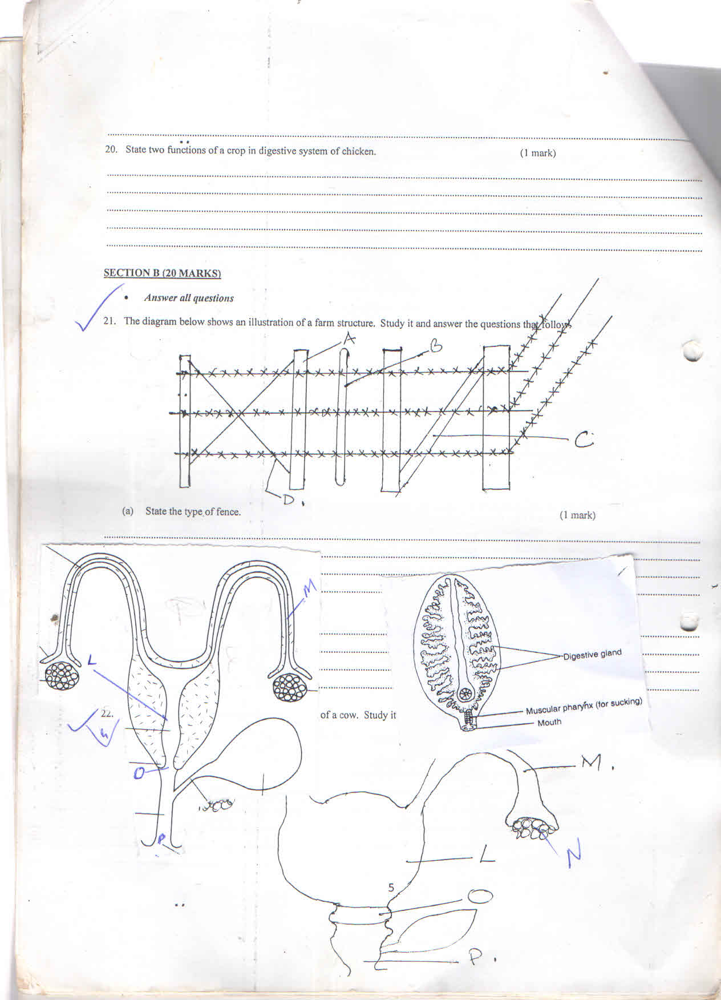 20. State two functions of a crop in digestive system of chicken. (1 mark)
SECTION B (20 MARKS)
• Answer all questions
21. The diagram below shows an illustration of a farm structure. Study it and answer the questions that follow.
A
B
C
D.
(a) State the type of fence. (1 mark)
M
L
Digestive gland
Muscular pharynx (for sucking)
Mouth
22. of a cow. Study it
O
P
M.
N
L
5
O
P.